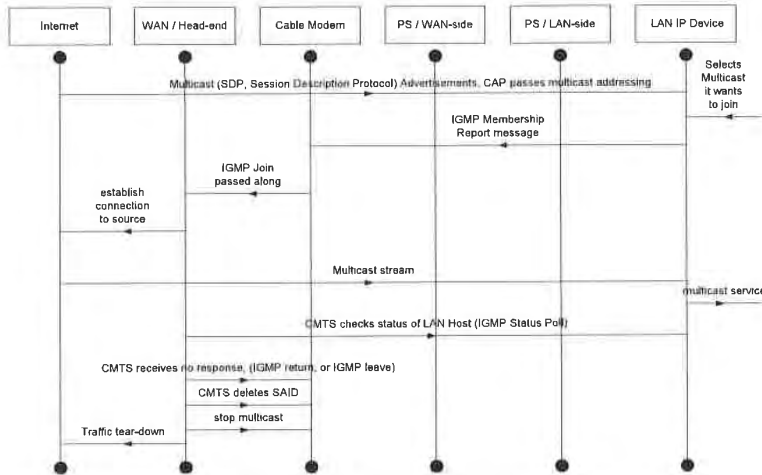 Internet
WAN / Head-end
Cable Modem
PS / WAN-side
PS / LAN-side
LAN IP Device
Multicast (SDP, Session Description Protocol) Advertisements, CAP passes multicast addressing
Selects
Multicast
it wants
to join
IGMP Membership
Report message
IGMP Join
passed along
establish
connection
to source
Multicast stream
multicast service
CMTS checks status of LAN Host (IGMP Status Poll)
CMTS receives no response, (IGMP return, or IGMP leave)
CMTS deletes SAID
stop multicast
Traffic tear-down